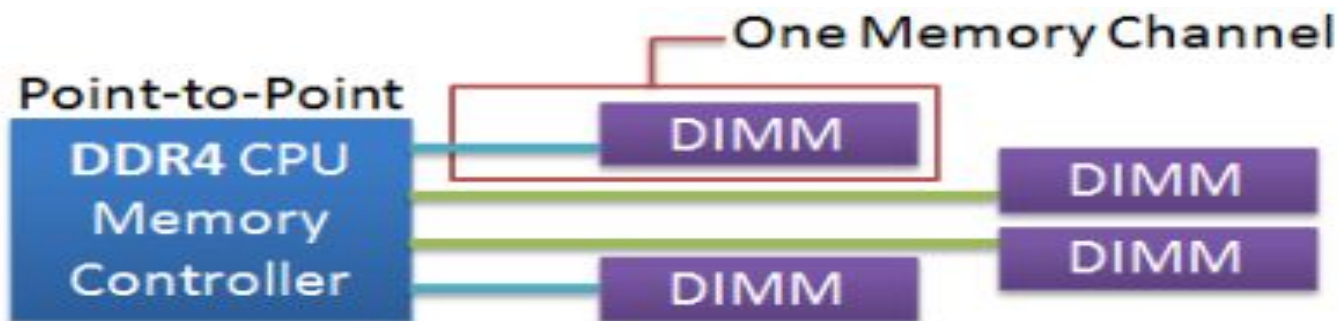 One Memory Channel
Point-to-Point
DDR4 CPU
Memory
Controller
DIMM
DIMM
DIMM
DIMM